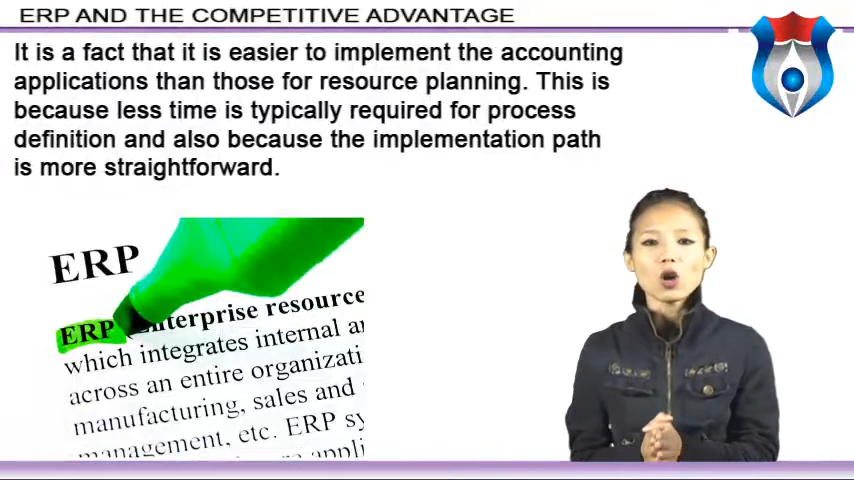 ERP AND THE COMPETITIVE ADVANTAGE
It is a fact that it is easier to implement the accounting
applications than those for resource planning. This is
because less time is typically required for process
definition and also because the implementation path
is more straightforward.
ERP
ERP (Enterprise resource
which integrates internal
across an entire
manufacturing, sales and
management, etc. ERP